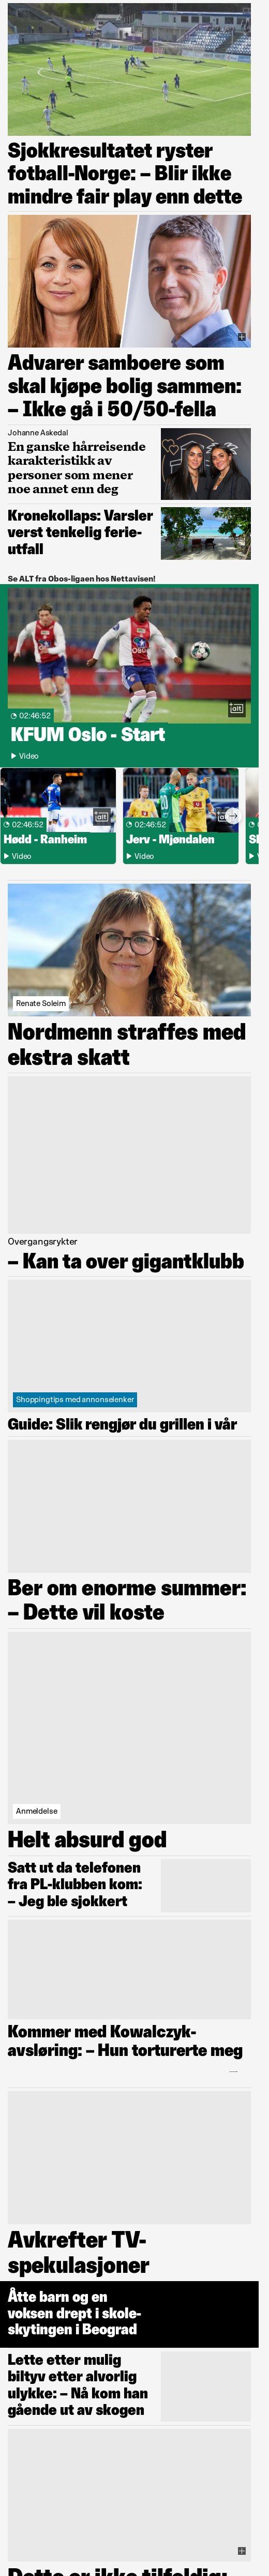 Sjokkresultatet ryster
fotball-Norge: – Blir ikke
mindre fair play enn dette
Advarer samboere som
skal kjøpe bolig sammen:
– Ikke gå i 50/50-fella
Johanne Askedal
En ganske hårreisende
karakteristikk av
personer som mener
noe annet enn deg
Kronekollaps: Varsler
verst tenkelig ferie-
utfall
Se ALT fra Obos-ligaen hos Nettavisen!
alt
02:46:52
KFUM Oslo - Start
Video
alt
02:46:52
02:46:52
Hødd - Ranheim
Jerv - Mjøndalen
Video
Video
Renate Soleim
Nordmenn straffes med
ekstra skatt
Overgangsrykter
– Kan ta over gigantklubb
Shoppingtips med annonselenker
Guide: Slik rengjør du grillen i vår
Ber om enorme summer:
– Dette vil koste
Anmeldelse
Helt absurd god
Satt ut da telefonen
fra PL-klubben kom:
– Jeg ble sjokkert
Kommer med Kowalczyk-
avsløring: – Hun torturerte meg
Avkrefter TV-
spekulasjoner
Åtte barn og en
voksen drept i skole-
skytingen i Beograd
Lette etter mulig
biltyv etter alvorlig
ulykke: – Nå kom han
gående ut av skogen
Dette er ikke tilfeldig: